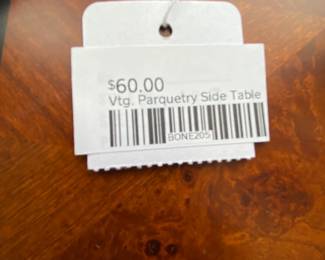 $60.00
Vtg. Parquetry Side Table
BONE205